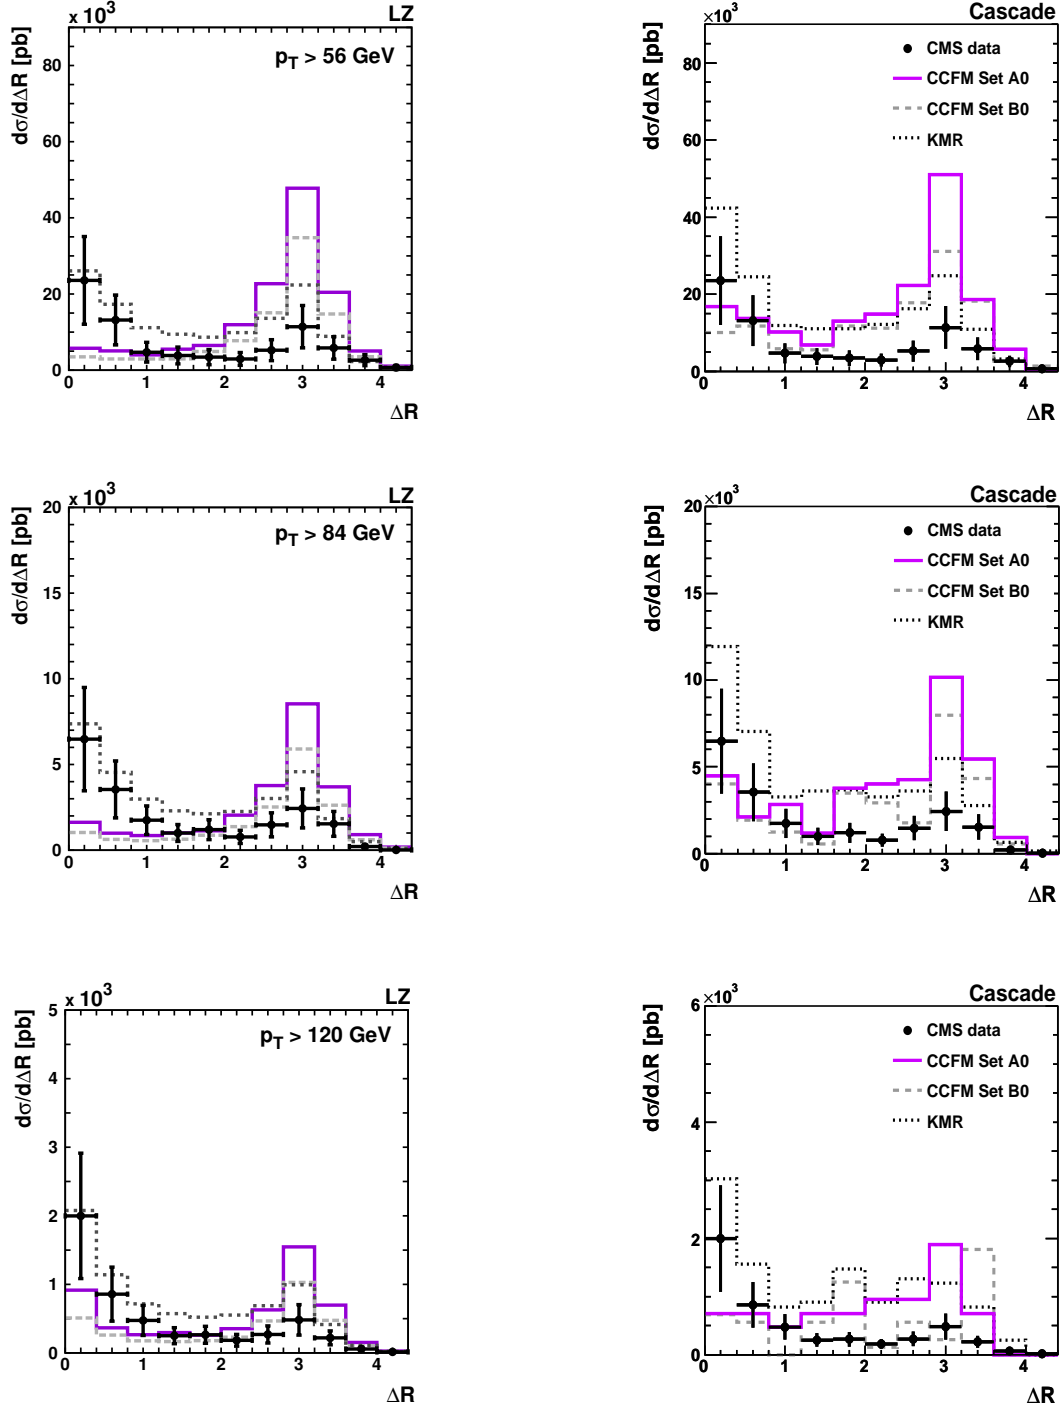 × 10³ LZ
dσ/dΔR [pb]
p_T > 56 GeV
80
60
40
20
0
0 1 2 3 4
ΔR
×10³ Cascade
dσ/dΔR [pb]
CMS data
CCFM Set A0
CCFM Set B0
KMR
80
60
40
20
0
0 1 2 3 4
ΔR
× 10³ LZ
dσ/dΔR [pb]
p_T > 84 GeV
20
15
10
5
0
0 1 2 3 4
ΔR
×10³ Cascade
dσ/dΔR [pb]
CMS data
CCFM Set A0
CCFM Set B0
KMR
20
15
10
5
0
0 1 2 3 4
ΔR
× 10³ LZ
dσ/dΔR [pb]
p_T > 120 GeV
5
4
3
2
1
0
0 1 2 3 4
ΔR
×10³ Cascade
dσ/dΔR [pb]
CMS data
CCFM Set A0
CCFM Set B0
KMR
6
4
2
0
0 1 2 3 4
ΔR